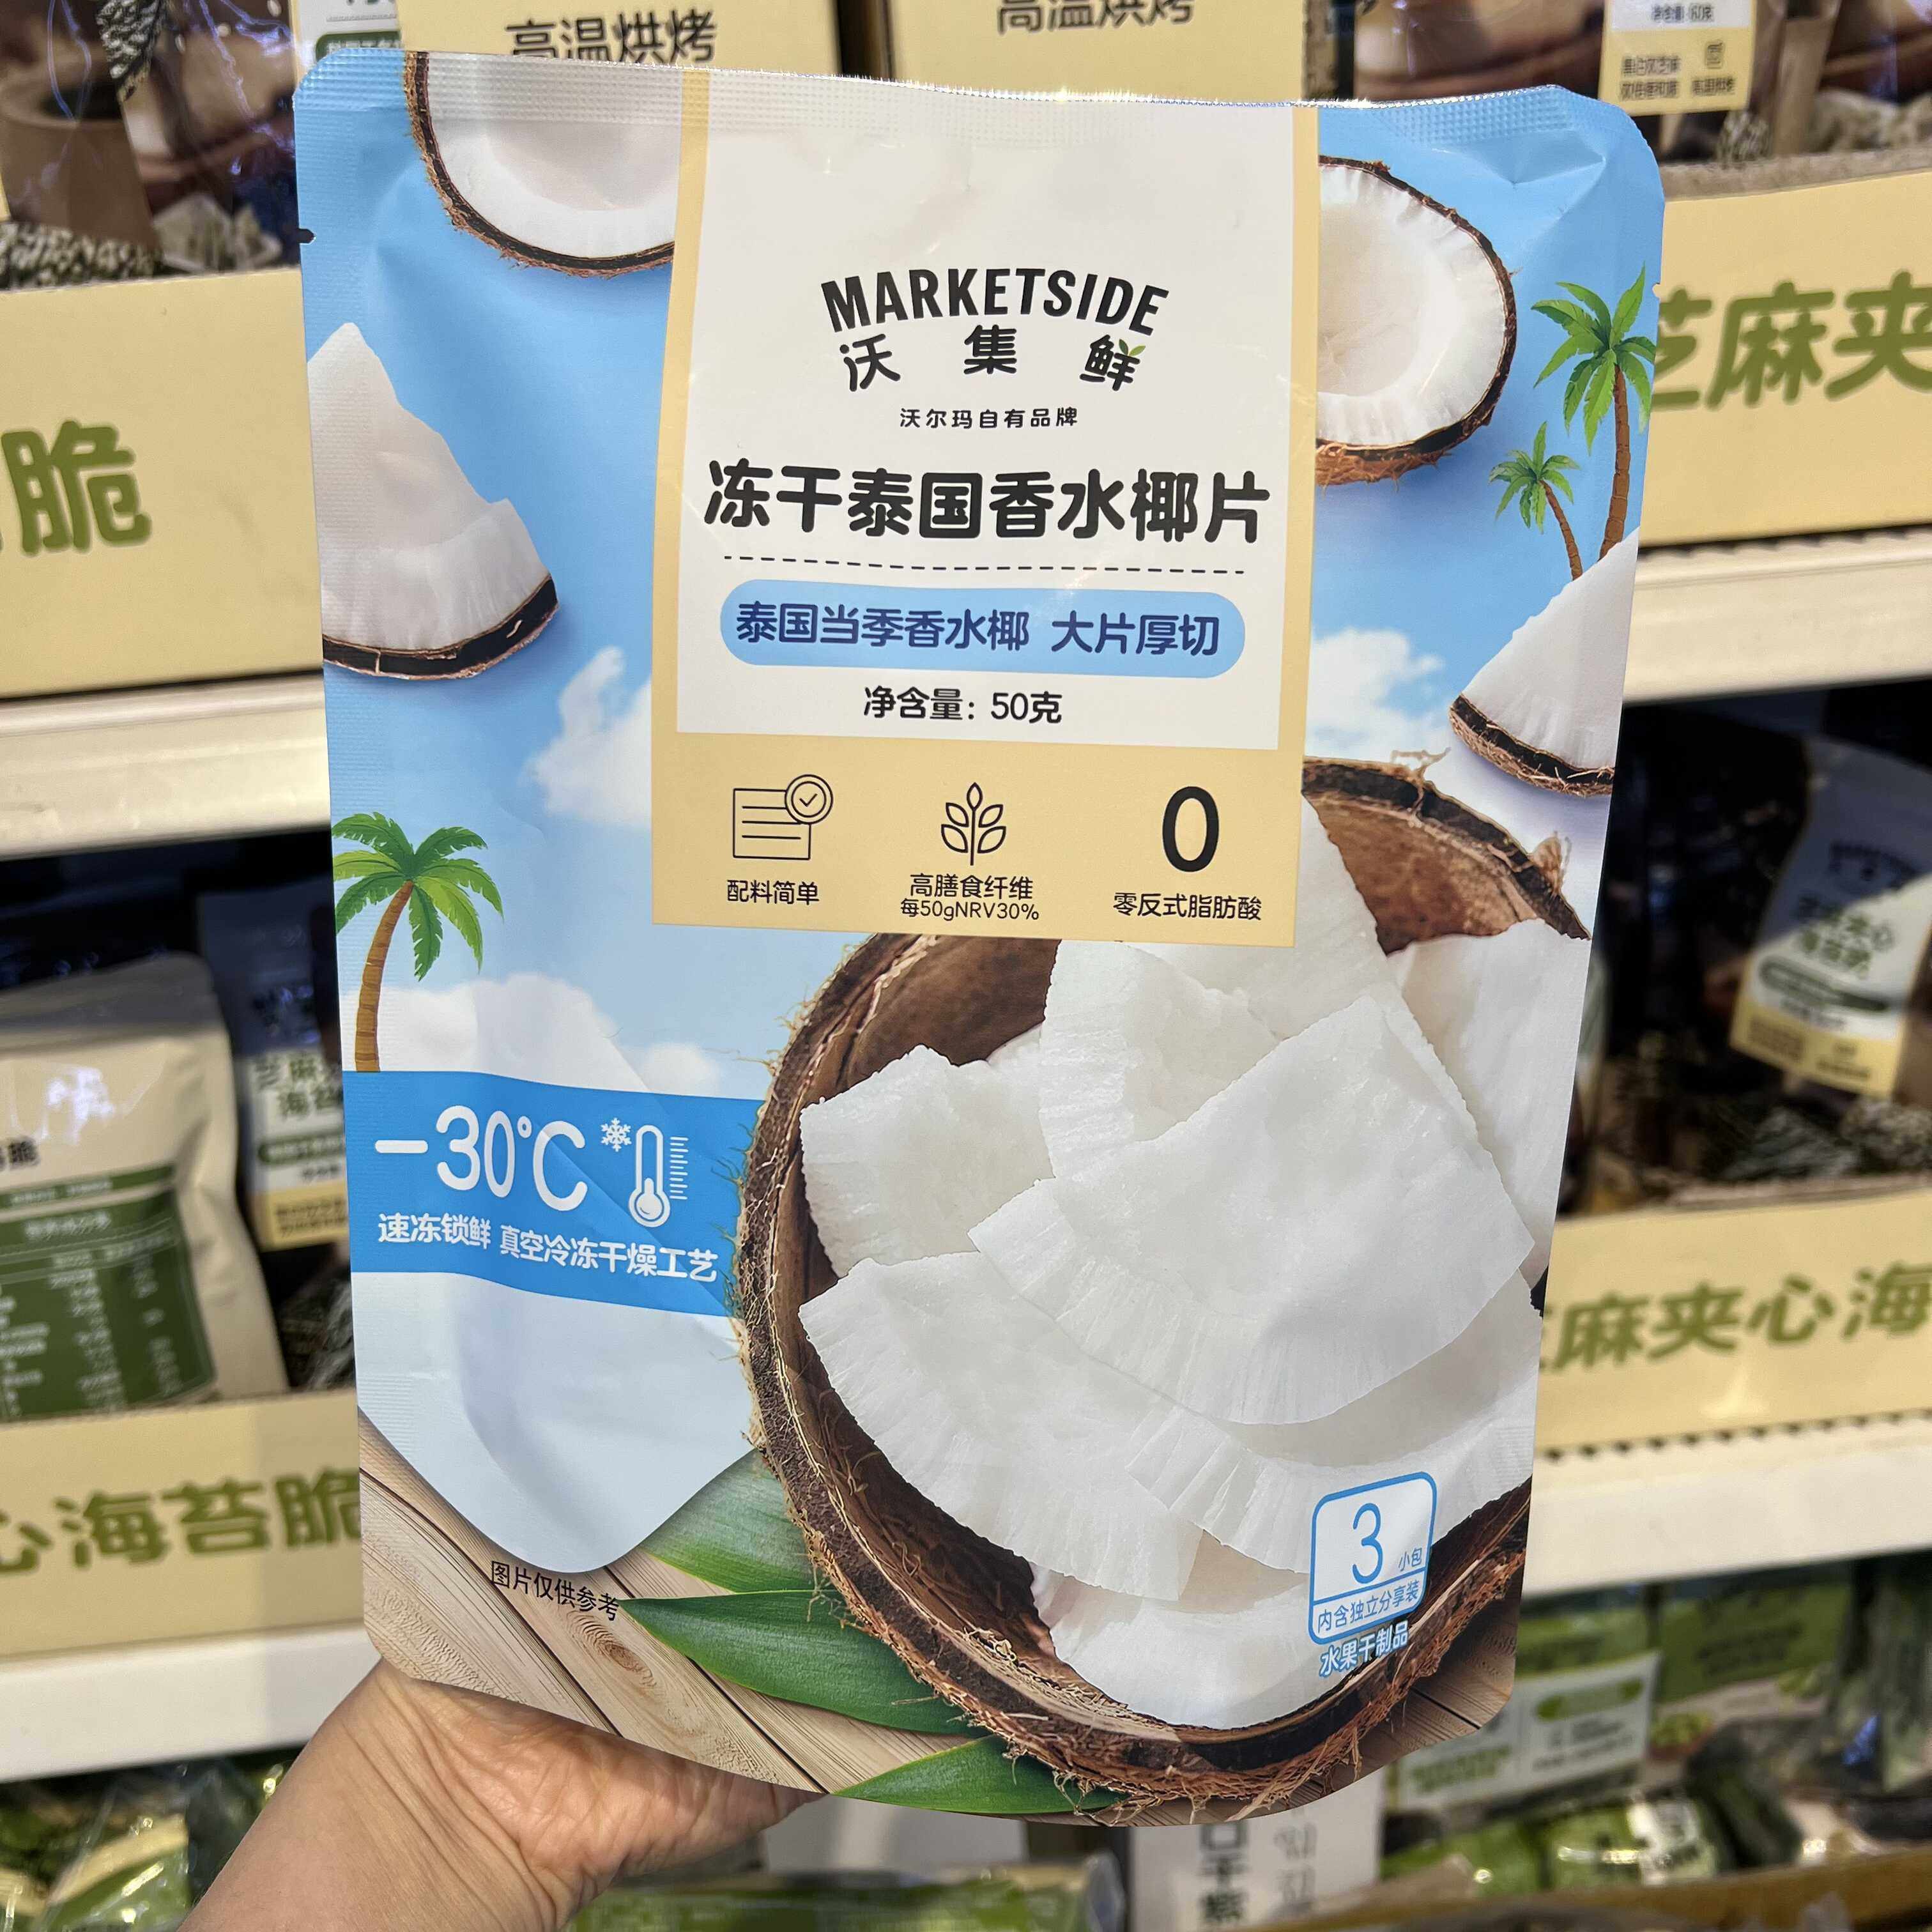 高温烘烤
高温烘烤
脆
芝麻夹
MARKETSIDE
沃集鲜
沃尔玛自有品牌
冻干泰国香水椰片
泰国当季香水椰 大片厚切
净含量: 50克
配料简单
高膳食纤维
每50gNRV30%
0
零反式脂肪酸
-30℃
速冻锁鲜 真空冷冻干燥工艺
图片仅供参考
3小包
内含独立分享装
水果干制品
心海苔脆
麻夹心海